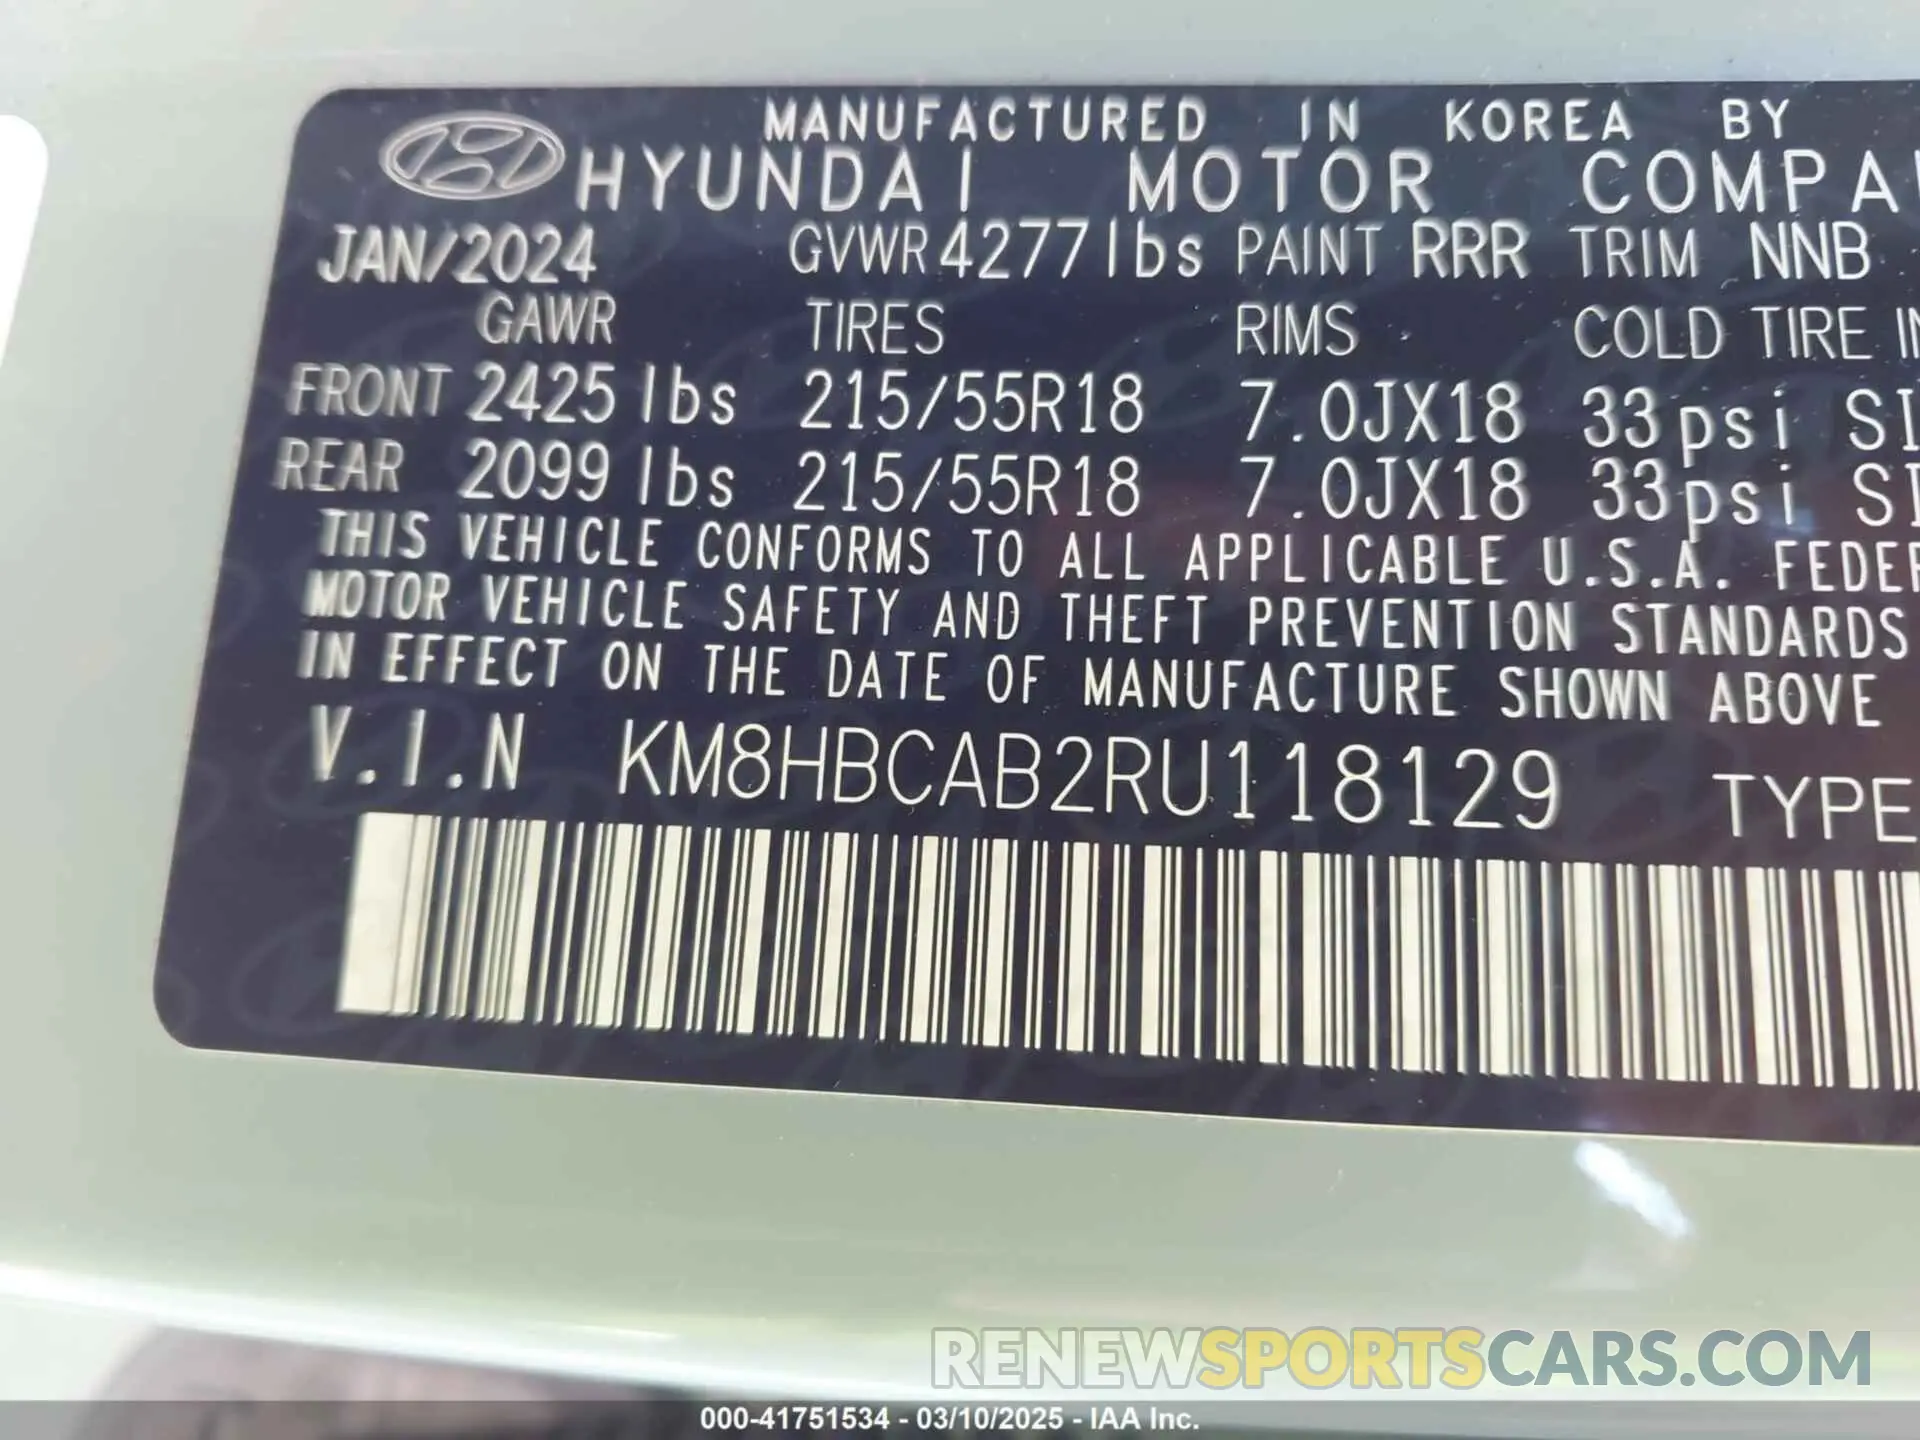 MANUFACTURED IN KOREA BY
HYUNDAI MOTOR
JAN/2024 GVWR 4277lbs PAINT RRR TRIM NNB
GAWR TIRES RIMS COLD TIRE
FRONT 2425 lbs 215/55R18 7.0JX18 33psi
REAR 2099 lbs 215/55R18 7.0JX18 33psi
THIS VEHICLE CONFORMS TO ALL APPLICABLE U.S.A.
MOTOR VEHICLE SAFETY AND THEFT PREVENTION STANDARDS
IN EFFECT ON THE DATE OF MANUFACTURE SHOWN ABOVE
V.I.N KM8HBCAB2RU118129 TYPE
RENEWSPORTSCARS.COM
000-41751534 - 03/10/2025 - IAA Inc.